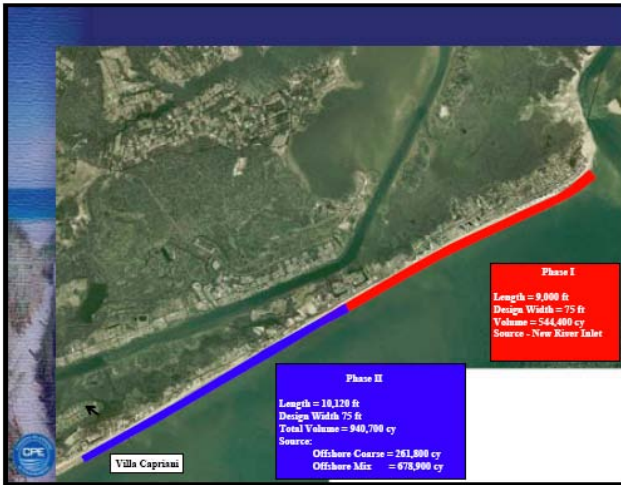 Phase I
Length = 9,000 ft
Design Width = 75 ft
Volume = 544,400 cy
Source - New River Inlet
Phase II
Length = 10,120 ft
Design Width 75 ft
Total Volume = 940,700 cy
Source:
Offshore Coarse = 261,800 cy
Offshore Mix = 678,900 cy
Villa Capriani
CPE